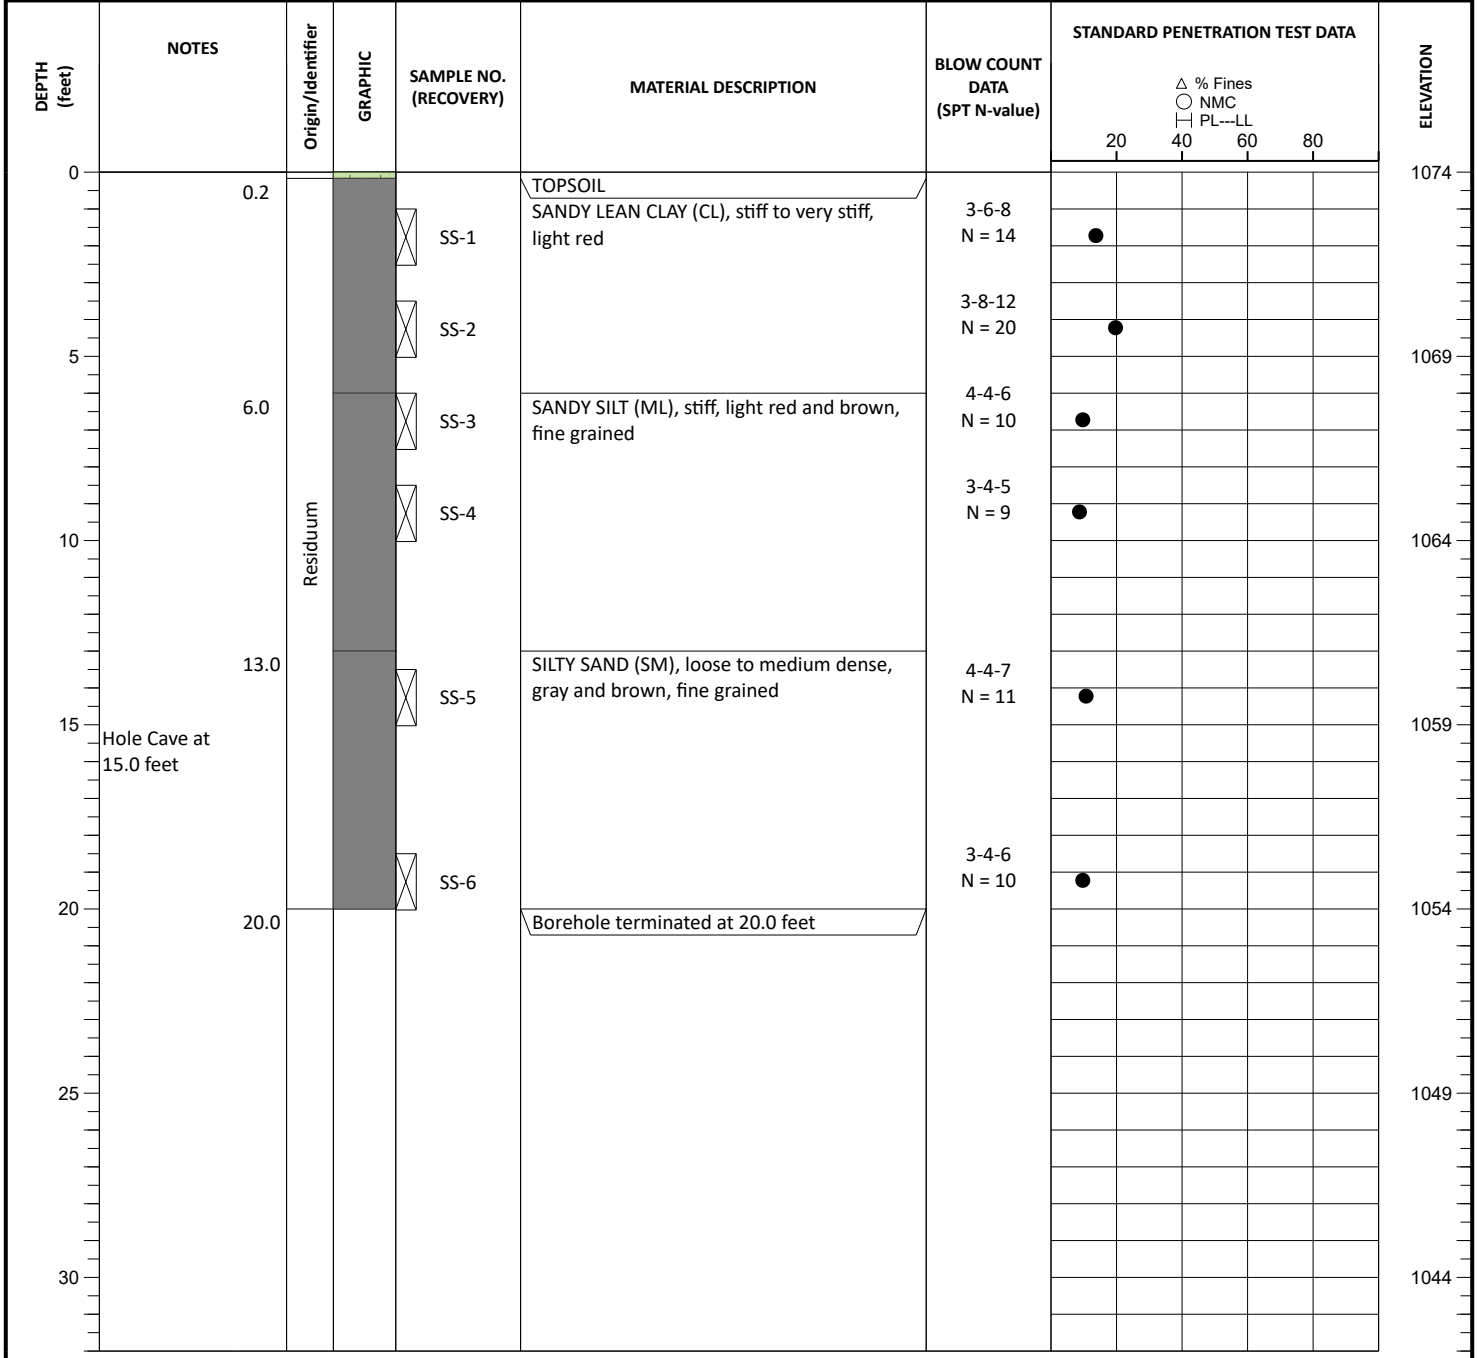 DEPTH
(feet)
NOTES
Origin/Identifier
GRAPHIC
SAMPLE NO.
(RECOVERY)
MATERIAL DESCRIPTION
BLOW COUNT
DATA
(SPT N-value)
STANDARD PENETRATION TEST DATA
△ % Fines
○ NMC
PL---LL
20 40 60 80
ELEVATION
0
1074
0.2
TOPSOIL
SANDY LEAN CLAY (CL), stiff to very stiff,
light red
SS-1
3-6-8
N = 14
SS-2
3-8-12
N = 20
5
1069
6.0
SANDY SILT (ML), stiff, light red and brown,
fine grained
SS-3
4-4-6
N = 10
SS-4
3-4-5
N = 9
Residuum
10
1064
13.0
SILTY SAND (SM), loose to medium dense,
gray and brown, fine grained
SS-5
4-4-7
N = 11
15
1059
Hole Cave at
15.0 feet
SS-6
3-4-6
N = 10
20
1054
20.0
Borehole terminated at 20.0 feet
25
1049
30
1044